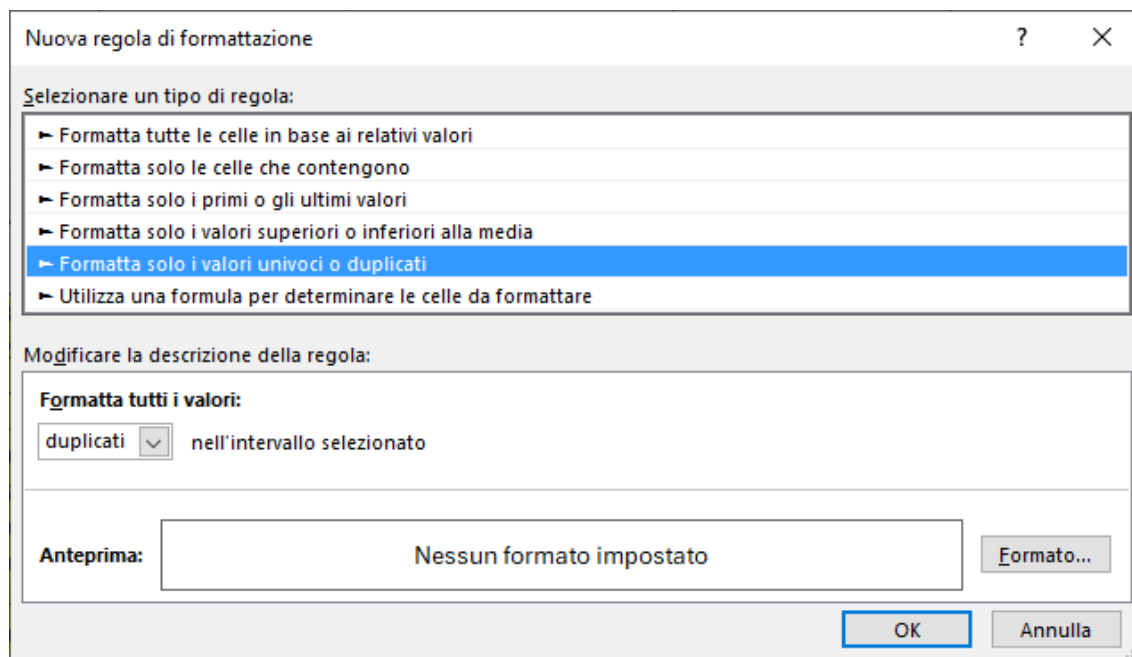 Nuova regola di formattazione
?
Selezionare un tipo di regola:
► Formatta tutte le celle in base ai relativi valori
► Formatta solo le celle che contengono
► Formatta solo i primi o gli ultimi valori
► Formatta solo i valori superiori o inferiori alla media
► Formatta solo i valori univoci o duplicati
► Utilizza una formula per determinare le celle da formattare
Modificare la descrizione della regola:
Formatta tutti i valori:
duplicati nell'intervallo selezionato
Anteprima: Nessun formato impostato Formato...
OK Annulla